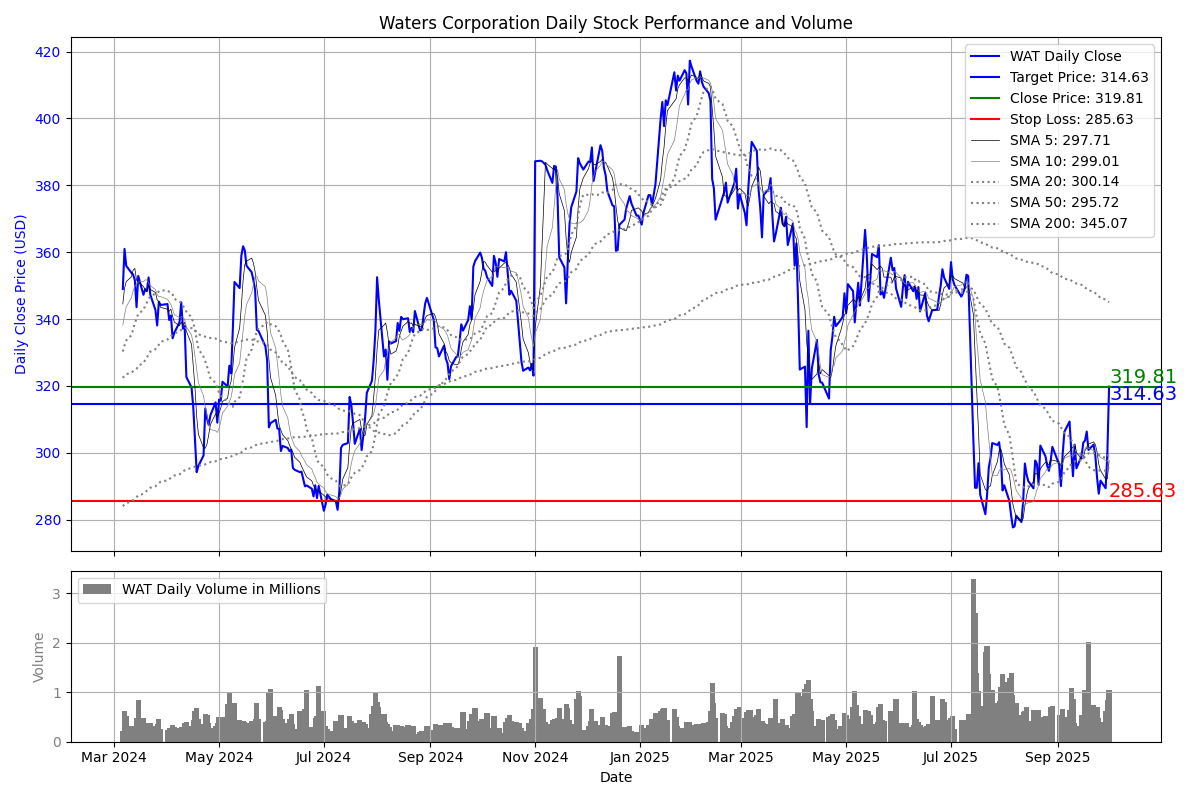 Waters Corporation Daily Stock Performance and Volume
Daily Close Price (USD)
420
400
380
360
340
320
300
280
WAT Daily Close
Target Price: 314.63
Close Price: 319.81
Stop Loss: 285.63
SMA 5: 297.71
SMA 10: 299.01
SMA 20: 300.14
SMA 50: 295.72
SMA 200: 345.07
319.81
314.63
285.63
Volume
3
2
1
0
WAT Daily Volume in Millions
Mar 2024 May 2024 Jul 2024 Sep 2024 Nov 2024 Jan 2025 Mar 2025 May 2025 Jul 2025 Sep 2025
Date